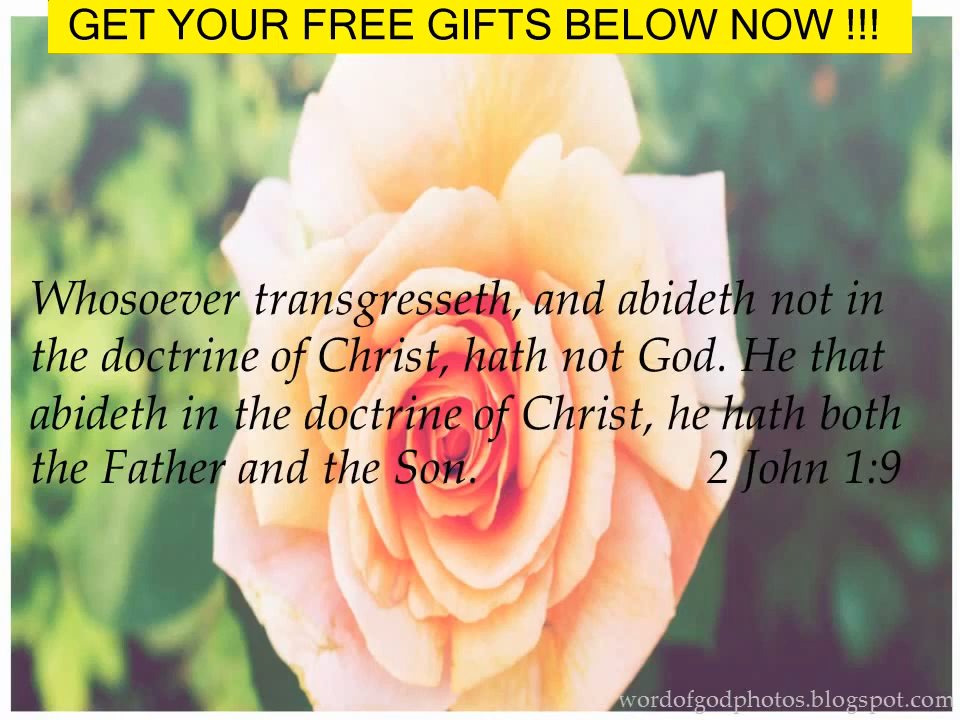 GET YOUR FREE GIFTS BELOW NOW !!!
Whosoever transgresseth, and abideth not in
the doctrine of Christ, hath not God. He that
abideth in the doctrine of Christ, he hath both
the Father and the Son. 2 John 1:9
wordofgodphotos.blogspot.com